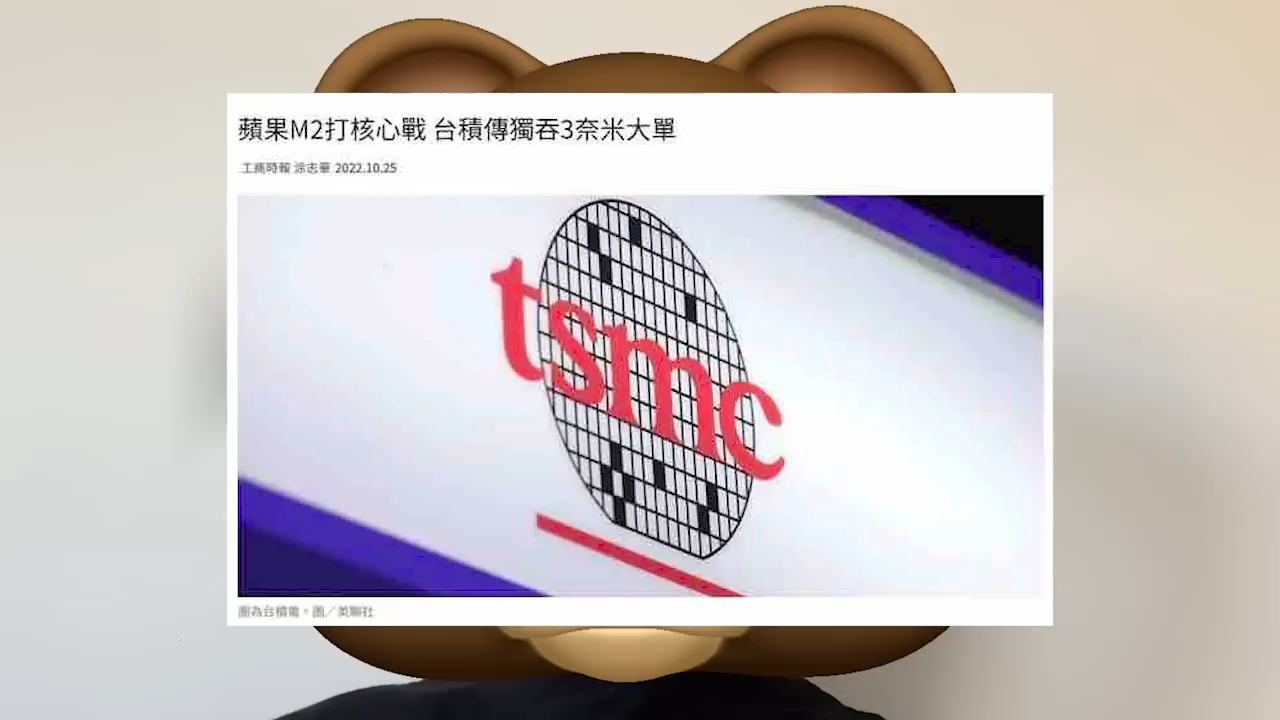 蘋果M2打核心戰 台積傳獨吞3奈米大單
工商時報 涂志豪 2022.10.25
tsmc
圖為台積電。圖／英聯社